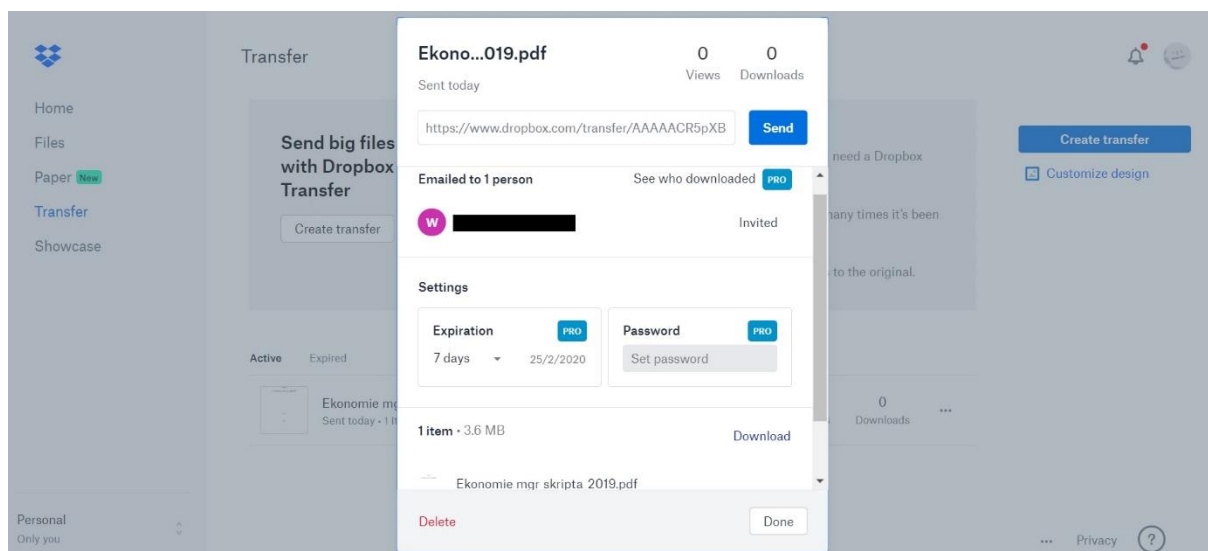 Home
Files
Paper New
Transfer
Showcase
Personal
Only you
Transfer
Send big files
with Dropbox
Transfer
Create transfer
need a Dropbox
many times it's been
to the original.
Active Expired
Ekonomie mg
Sent today • 1
0
Downloads
•••
Ekono...019.pdf
Sent today
0
Views
0
Downloads
https://www.dropbox.com/transfer/AAAAACR5pXB
Send
Emailed to 1 person
See who downloaded PRO
W
Invited
Settings
Expiration PRO
7 days
25/2/2020
Password PRO
Set password
1 item • 3.6 MB
Download
Ekonomie mgr skripta 2019.pdf
Delete
Done
Create transfer
Customize design
••• Privacy ?